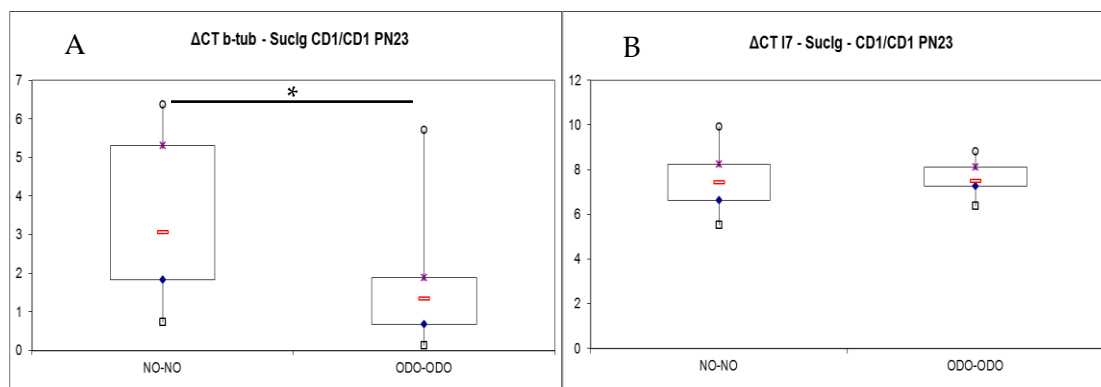 A
ΔCT b-tub - Suclg CD1/CD1 PN23
7
6
5
4
3
2
1
0
*
NO-NO ODO-ODO
B
ΔCT I7 - Suclg - CD1/CD1 PN23
12
10
8
6
4
2
0
NO-NO ODO-ODO